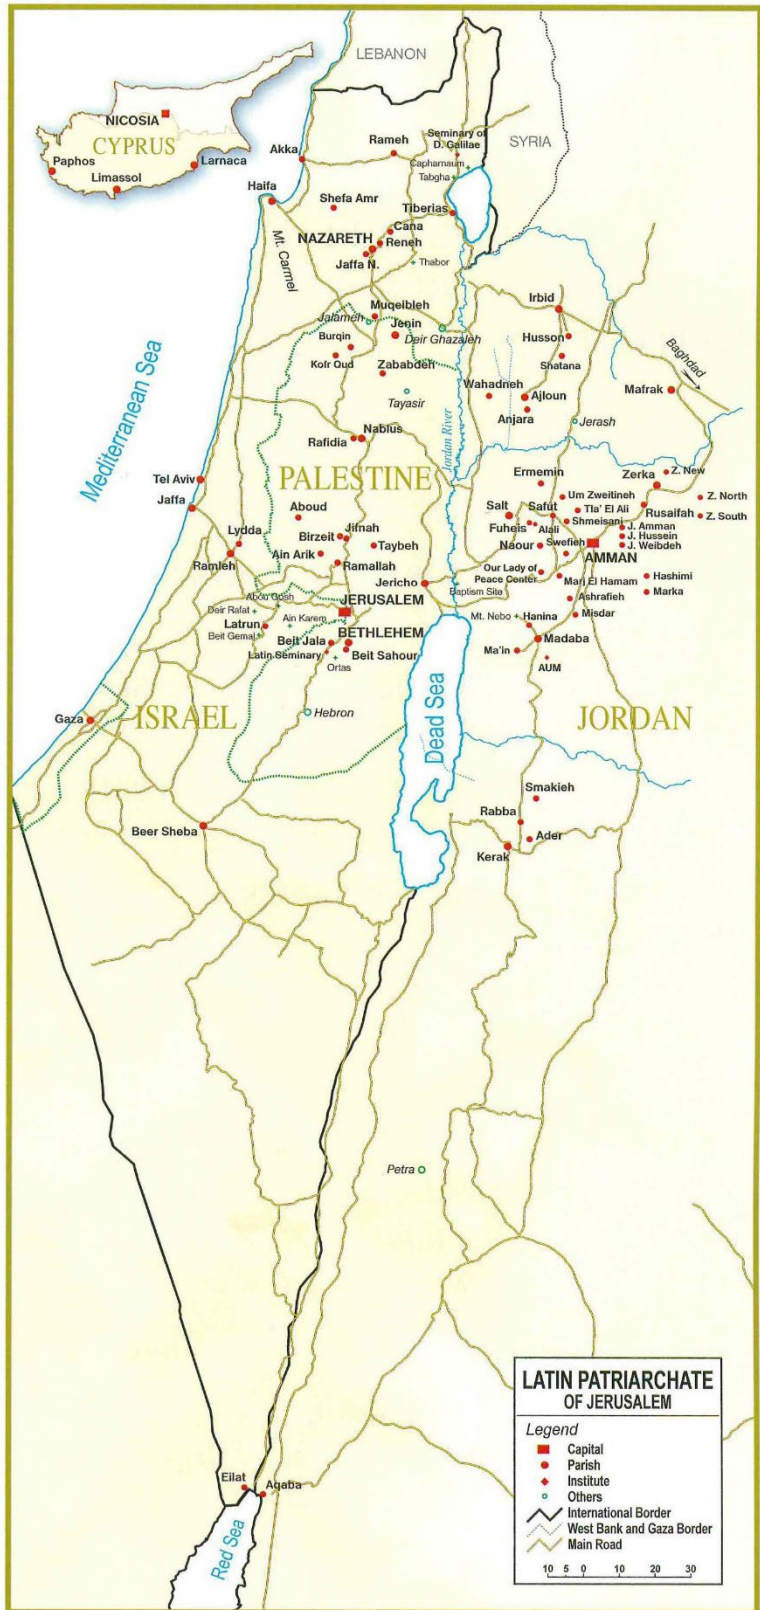 LEBANON
SYRIA
NICOSIA
CYPRUS
Paphos
Larnaca
Limassol
Akka
Rameh
Seminary of
D. Galilae
Capharnaum
Tabgha
Haifa
Shefa Amr
Tiberias
Cana
NAZARETH
Reneh
Jaffa N.
Thabor
Mt. Carmel
Muqeibleh
Jalameh
Jenin
Deir Ghazaleh
Burqin
Kofr Oud
Zababdeh
Tayasir
Irbid
Husson
Shatana
Baghdad
Wahadneh
Ajloun
Mafrak
Anjara
Jerash
Mediterranean Sea
Nablus
Rafidia
Jordan River
PALESTINE
Tel Aviv
Jaffa
Ermemin
Zerka
Z. New
Aboud
Salt
Safut
Um Zweitineh
Z. North
Tla' El Ali
Rusaifah
Z. South
Fuheis
Alali
Shmeisani
J. Amman
J. Hussein
J. Weibdeh
Lydda
Birzeit
Jifnah
Taybeh
Naour
Swefieh
AMMAN
Ramleh
Ain Arik
Ramallah
Jericho
Our Lady of
Peace Center
Marj El Hamam
Hashimi
Marka
Baptism Site
Ashrafieh
Abou Gosh
JERUSALEM
Deir Rafat
Ain Karem
Latrun
Beit Gemal
BETHLEHEM
Beit Jala
Latin Seminary
Beit Sahour
Ortas
Mt. Nebo
Hanina
Misdar
Madaba
Ma'in
AUM
Gaza
ISRAEL
Hebron
Dead Sea
JORDAN
Smakieh
Rabba
Ader
Kerak
Beer Sheba
Petra
Eilat
Aqaba
Red Sea
LATIN PATRIARCHATE
OF JERUSALEM
Legend
Capital
Parish
Institute
Others
International Border
West Bank and Gaza Border
Main Road
10 5 0 10 20 30